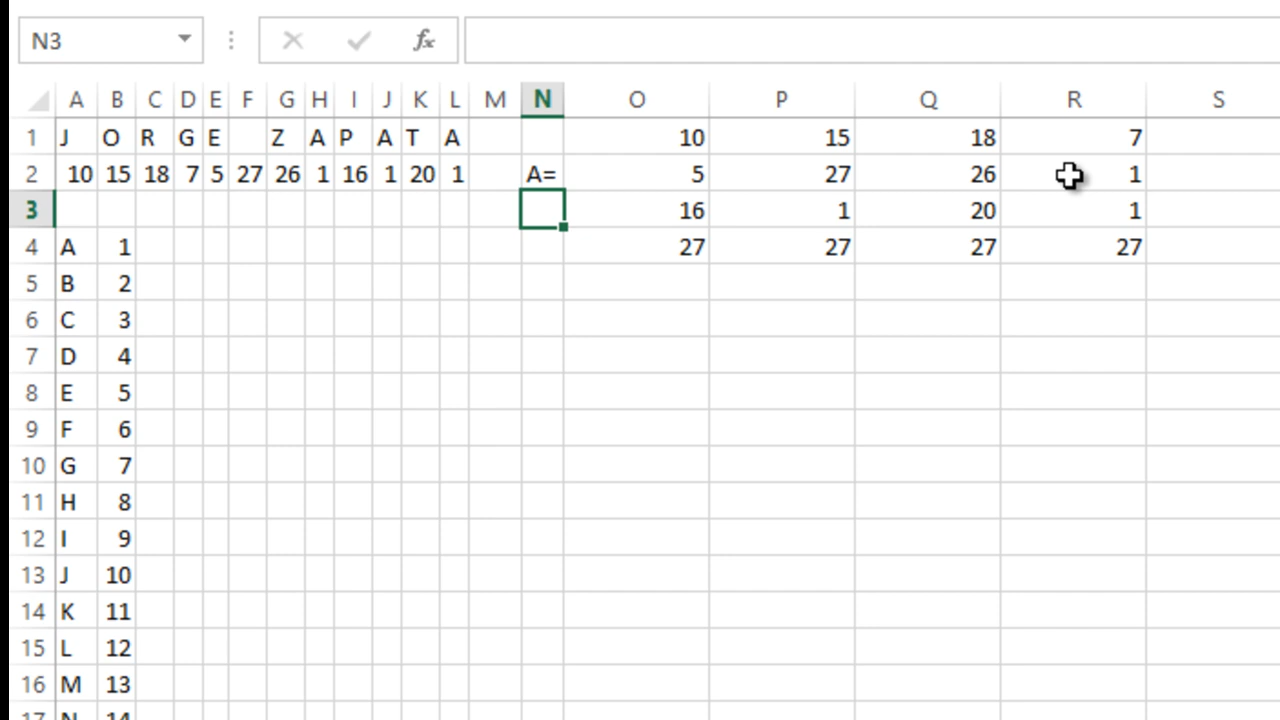 N3 fx
A B C D E F G H I J K L M N O P Q R S
1 J O R G E Z A P A T A 10 15 18 7
2 10 15 18 7 5 27 26 1 16 1 20 1 A= 5 27 26 1
3 16 1 20 1
4 A 1 27 27 27 27
5 B 2
6 C 3
7 D 4
8 E 5
9 F 6
10 G 7
11 H 8
12 I 9
13 J 10
14 K 11
15 L 12
16 M 13
17 N 14